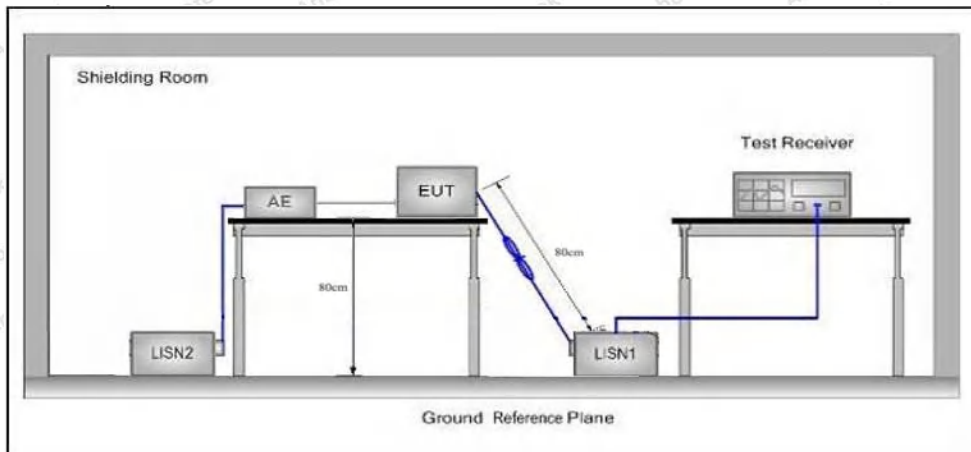 Shielding Room
Test Receiver
EUT
AE
80cm
80cm
LISN2
LISN1
Ground Reference Plane